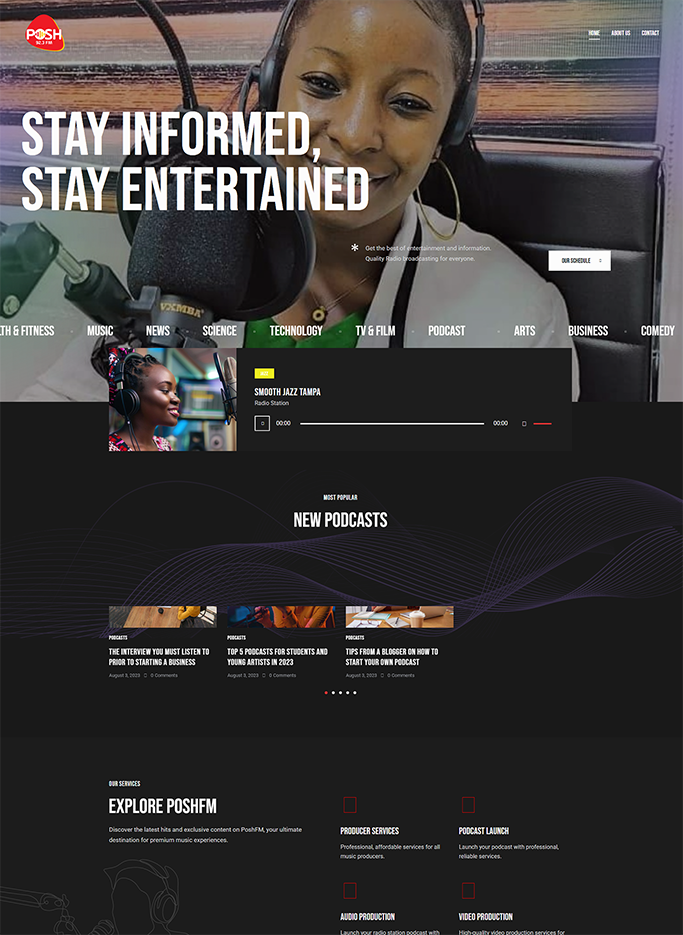 POSH
92.3 FM
HOME ABOUT US CONTACT
STAY INFORMED,
STAY ENTERTAINED
* Get the best of entertainment and information.
Quality Radio broadcasting for everyone.
OUR SCHEDULE
LTH & FITNESS - MUSIC - NEWS - SCIENCE - TECHNOLOGY - TV & FILM - PODCAST - ARTS - BUSINESS - COMEDY
VXMBA
SMOOTH JAZZ TAMPA
Radio Station
00:00 00:00
MOST POPULAR
NEW PODCASTS
PODCASTS
THE INTERVIEW YOU MUST LISTEN TO
PRIOR TO STARTING A BUSINESS
August 3, 2023 0 Comments
PODCASTS
TOP 5 PODCASTS FOR STUDENTS AND
YOUNG ARTISTS IN 2023
August 3, 2023 0 Comments
PODCASTS
TIPS FROM A BLOGGER ON HOW TO
START YOUR OWN PODCAST
August 3, 2023 0 Comments
OUR SERVICES
EXPLORE POSHFM
Discover the latest hits and exclusive content on PoshFM, your ultimate
destination for premium music experiences.
PRODUCER SERVICES
Professional, affordable services for all
music producers.
PODCAST LAUNCH
Launch your podcast with professional,
reliable services.
AUDIO PRODUCTION
Launch your radio station podcast with
VIDEO PRODUCTION
High-quality video production services for